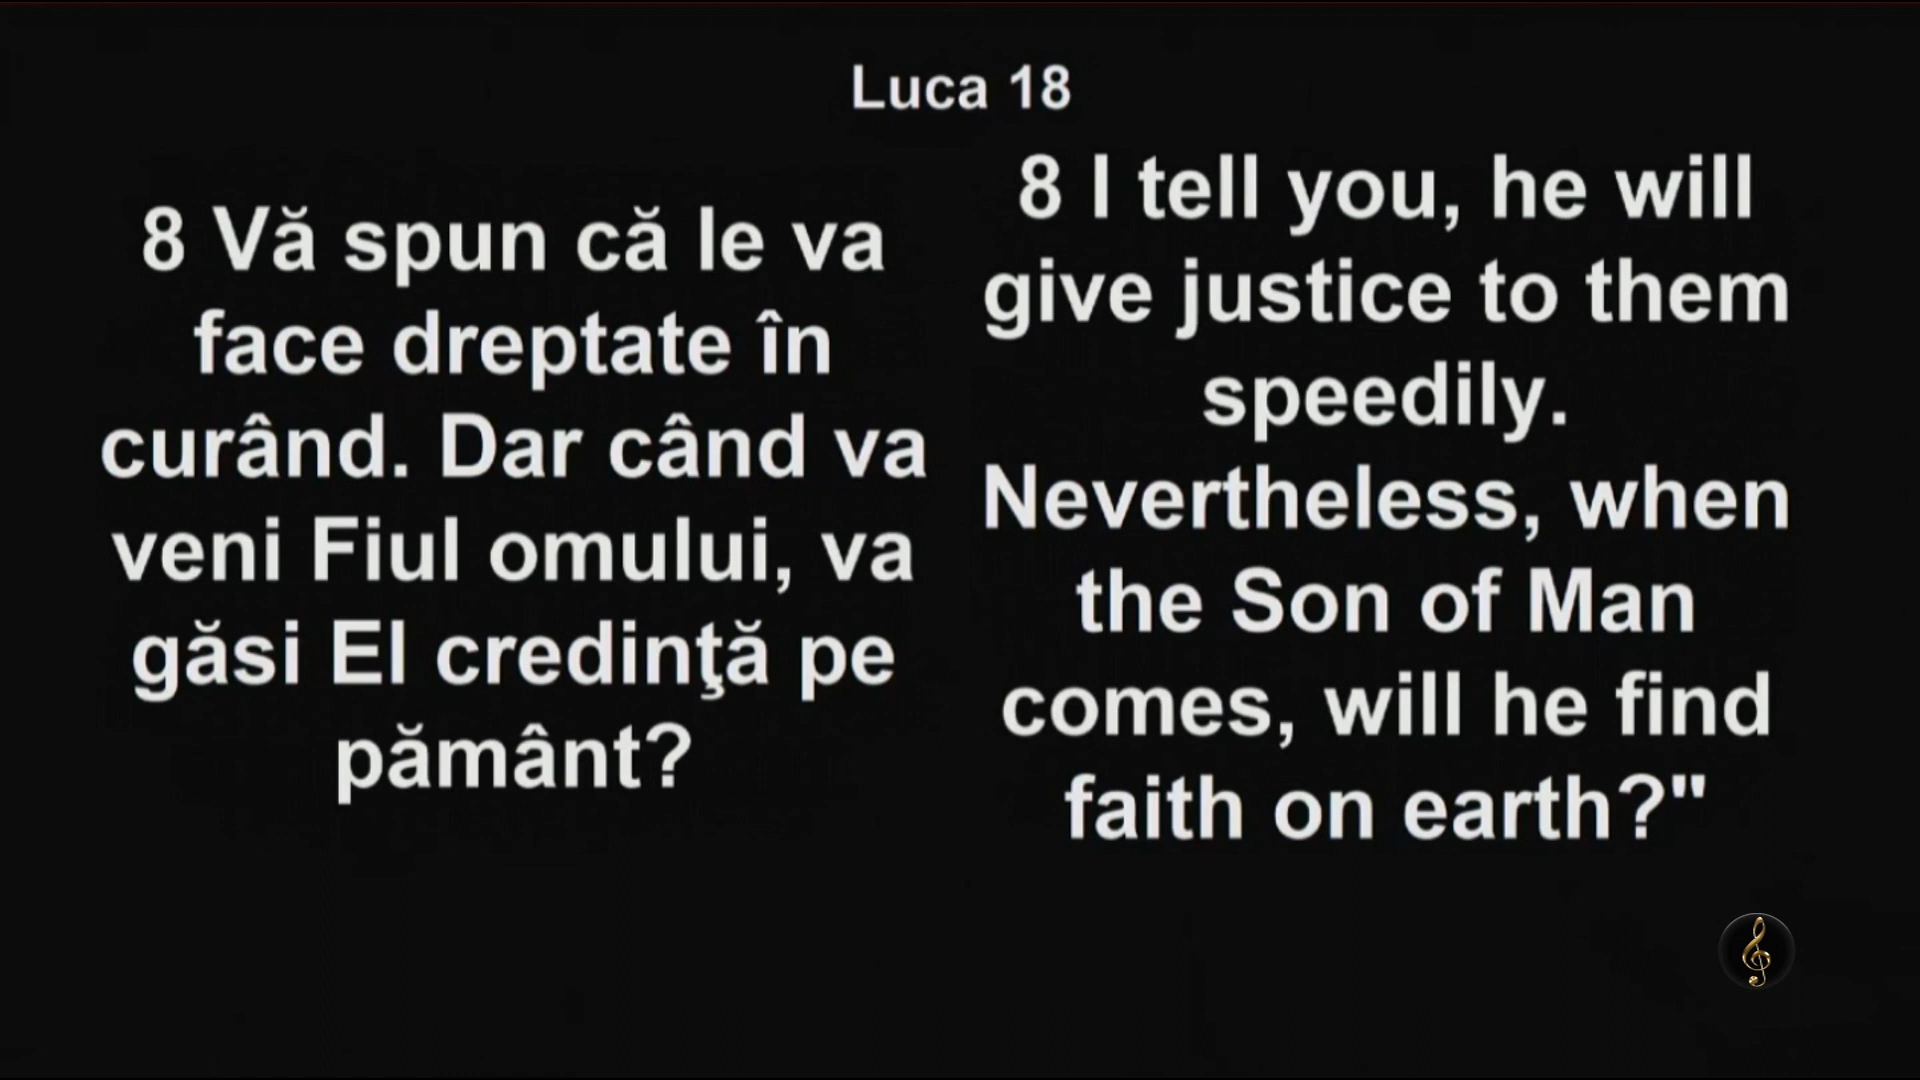 Luca 18
8 Vă spun că le va
face dreptate în
curând. Dar când va
veni Fiul omului, va
găsi El credinţă pe
pământ?
8 I tell you, he will
give justice to them
speedily.
Nevertheless, when
the Son of Man
comes, will he find
faith on earth?"